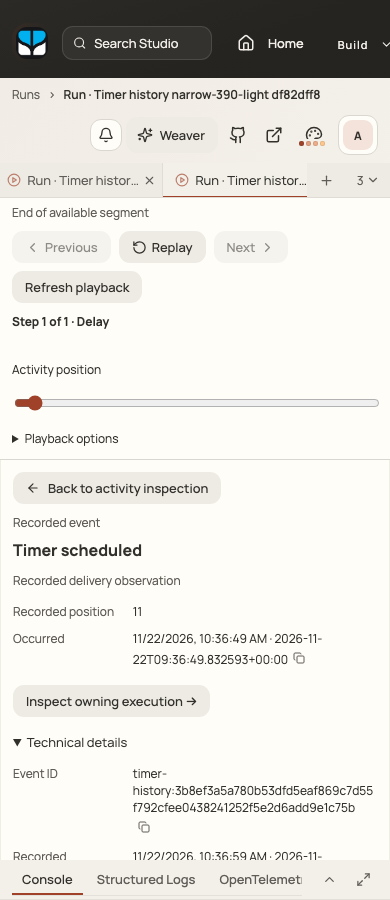 Search Studio
Home
Build
Runs > Run · Timer history narrow-390-light df82dff8
Weaver
A
Run · Timer histor...
Run · Timer histor...
3
End of available segment
Previous
Replay
Next
Refresh playback
Step 1 of 1 · Delay
Activity position
Playback options
Back to activity inspection
Recorded event
Timer scheduled
Recorded delivery observation
Recorded position 11
Occurred 11/22/2026, 10:36:49 AM · 2026-11-
22T09:36:49.832593+00:00
Inspect owning execution →
Technical details
Event ID timer-
history:3b8ef3a5a780b53dfd5eaf869c7d55
f792cfee0438241252f5e2d6add9e1c75b
Recorded 11/22/2026, 10:36:59 AM · 2026-11-
Console
Structured Logs
OpenTelemet